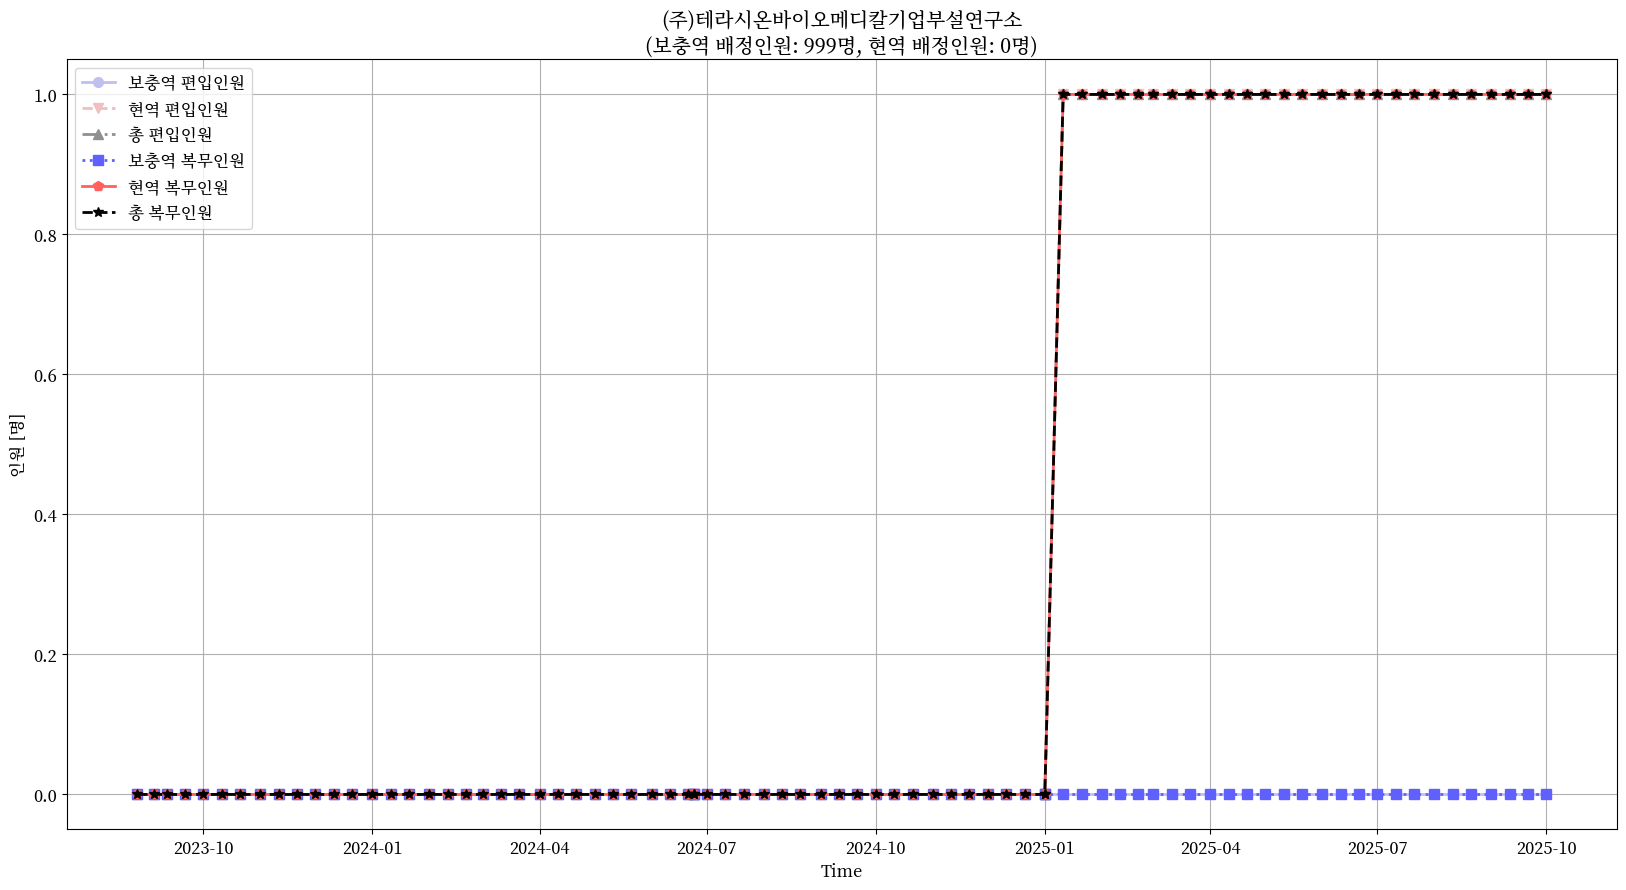 (주)테라시온바이오메디칼기업부설연구소
(보충역 배정인원: 999명, 현역 배정인원: 0명)
보충역 편입인원
현역 편입인원
총 편입인원
보충역 복무인원
현역 복무인원
총 복무인원
1.0
0.8
0.6
0.4
0.2
0.0
인원 [명]
2023-10
2024-01
2024-04
2024-07
2024-10
2025-01
2025-04
2025-07
2025-10
Time